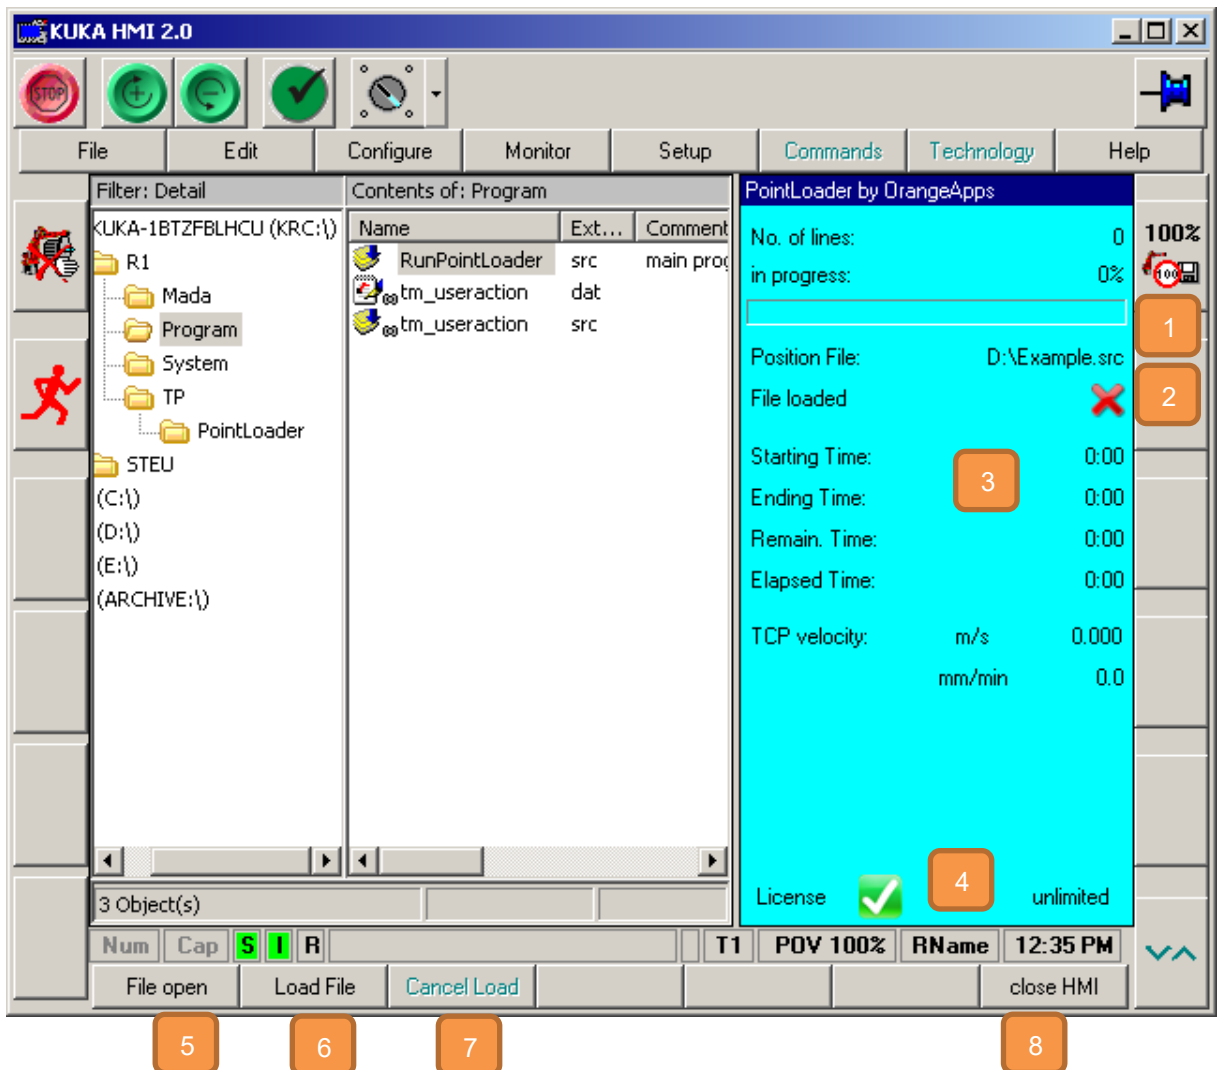 KUKA HMI 2.0
STOP
File Edit Configure Monitor Setup Commands Technology Help
Filter: Detail
KUKA-1BTZFBLHCU (KRC:\)
R1
Mada
Program
System
TP
PointLoader
STEU
(C:\)
(D:\)
(E:\)
(ARCHIVE:\)
Contents of: Program
Name Ext... Comment
RunPointLoader src main prog
tm_useraction dat
tm_useraction src
3 Object(s)
PointLoader by OrangeApps
No. of lines: 0
in progress: 0%
Position File: D:\Example.src
File loaded
Starting Time: 0:00
Ending Time: 0:00
Remain. Time: 0:00
Elapsed Time: 0:00
TCP velocity: m/s 0.000
mm/min 0.0
License unlimited
100%
100
1
2
3
4
Num Cap S I R T1 POV 100% RName 12:35 PM
File open Load File Cancel Load close HMI
5 6 7 8